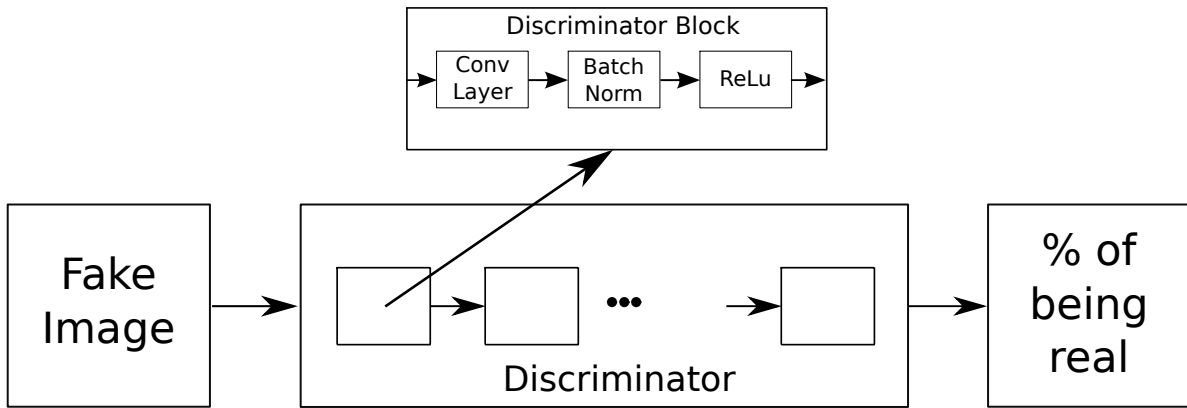 Discriminator Block
Conv
Layer
Batch
Norm
ReLu
Fake
Image
Discriminator
% of
being
real